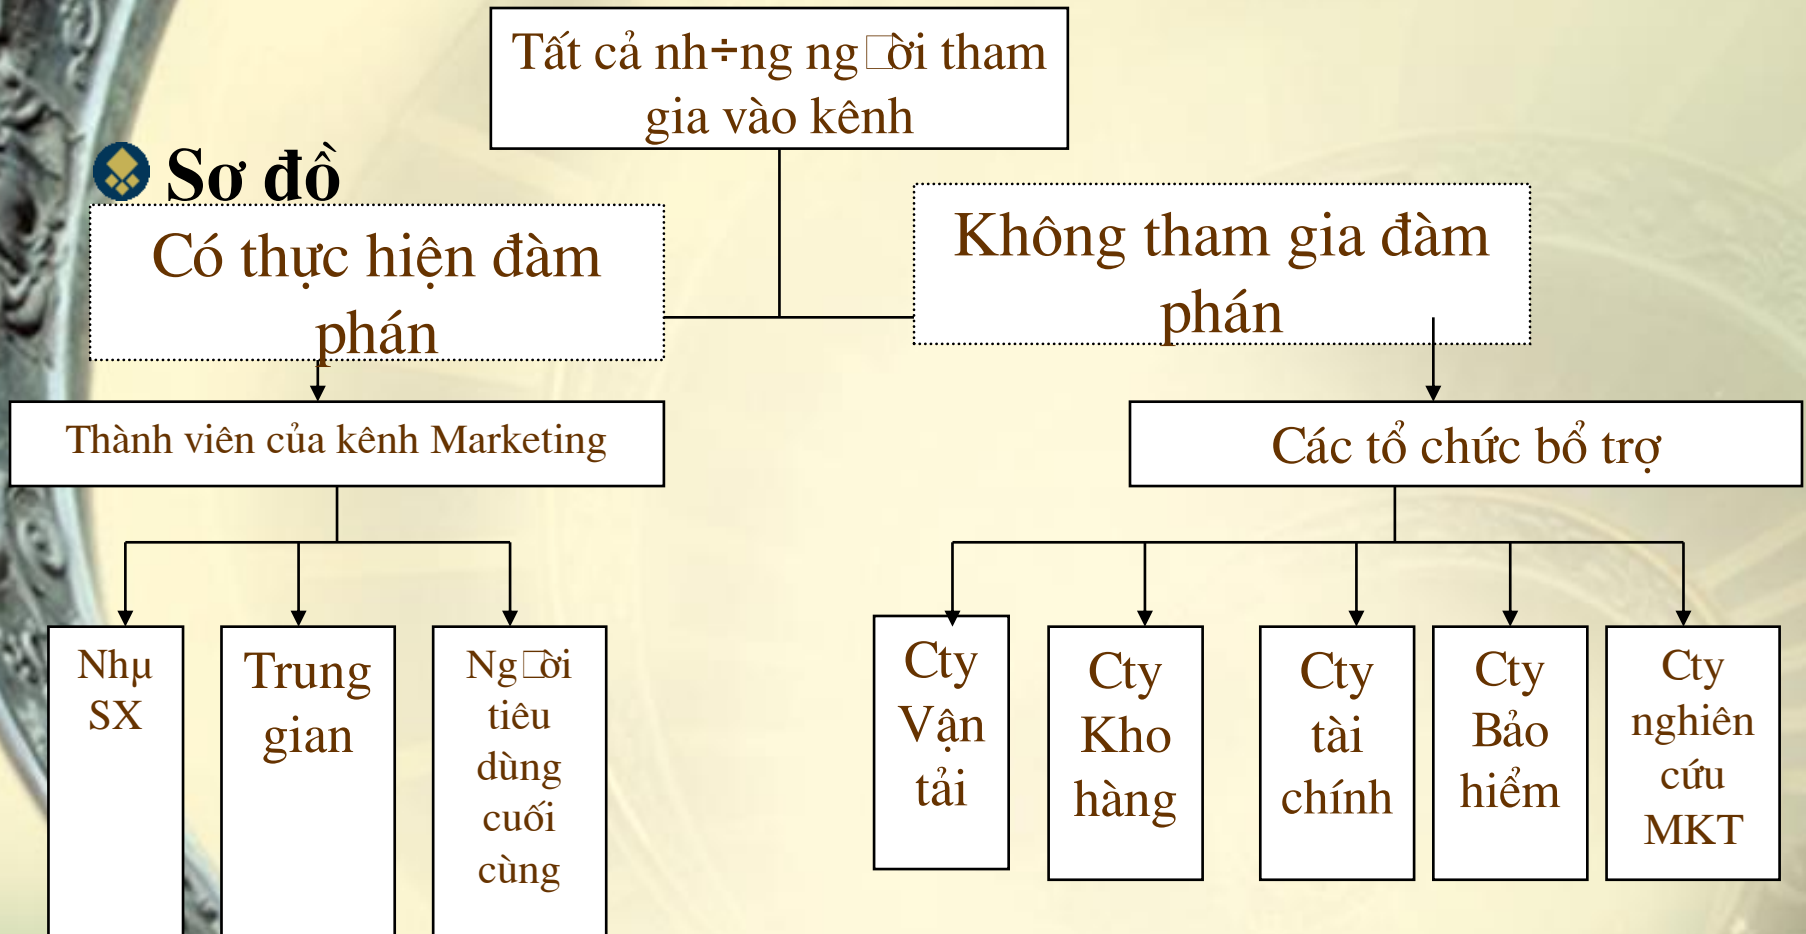 Tất cả nh÷ng ng□ời tham
gia vào kênh
Sơ đồ
Có thực hiện đàm
phán
Không tham gia đàm
phán
Thành viên của kênh Marketing
Các tổ chức bổ trợ
Nhµ
SX
Trung
gian
Ng□ời
tiêu
dùng
cuối
cùng
Cty
Vận
tải
Cty
Kho
hàng
Cty
tài
chính
Cty
Bảo
hiểm
Cty
nghiên
cứu
MKT